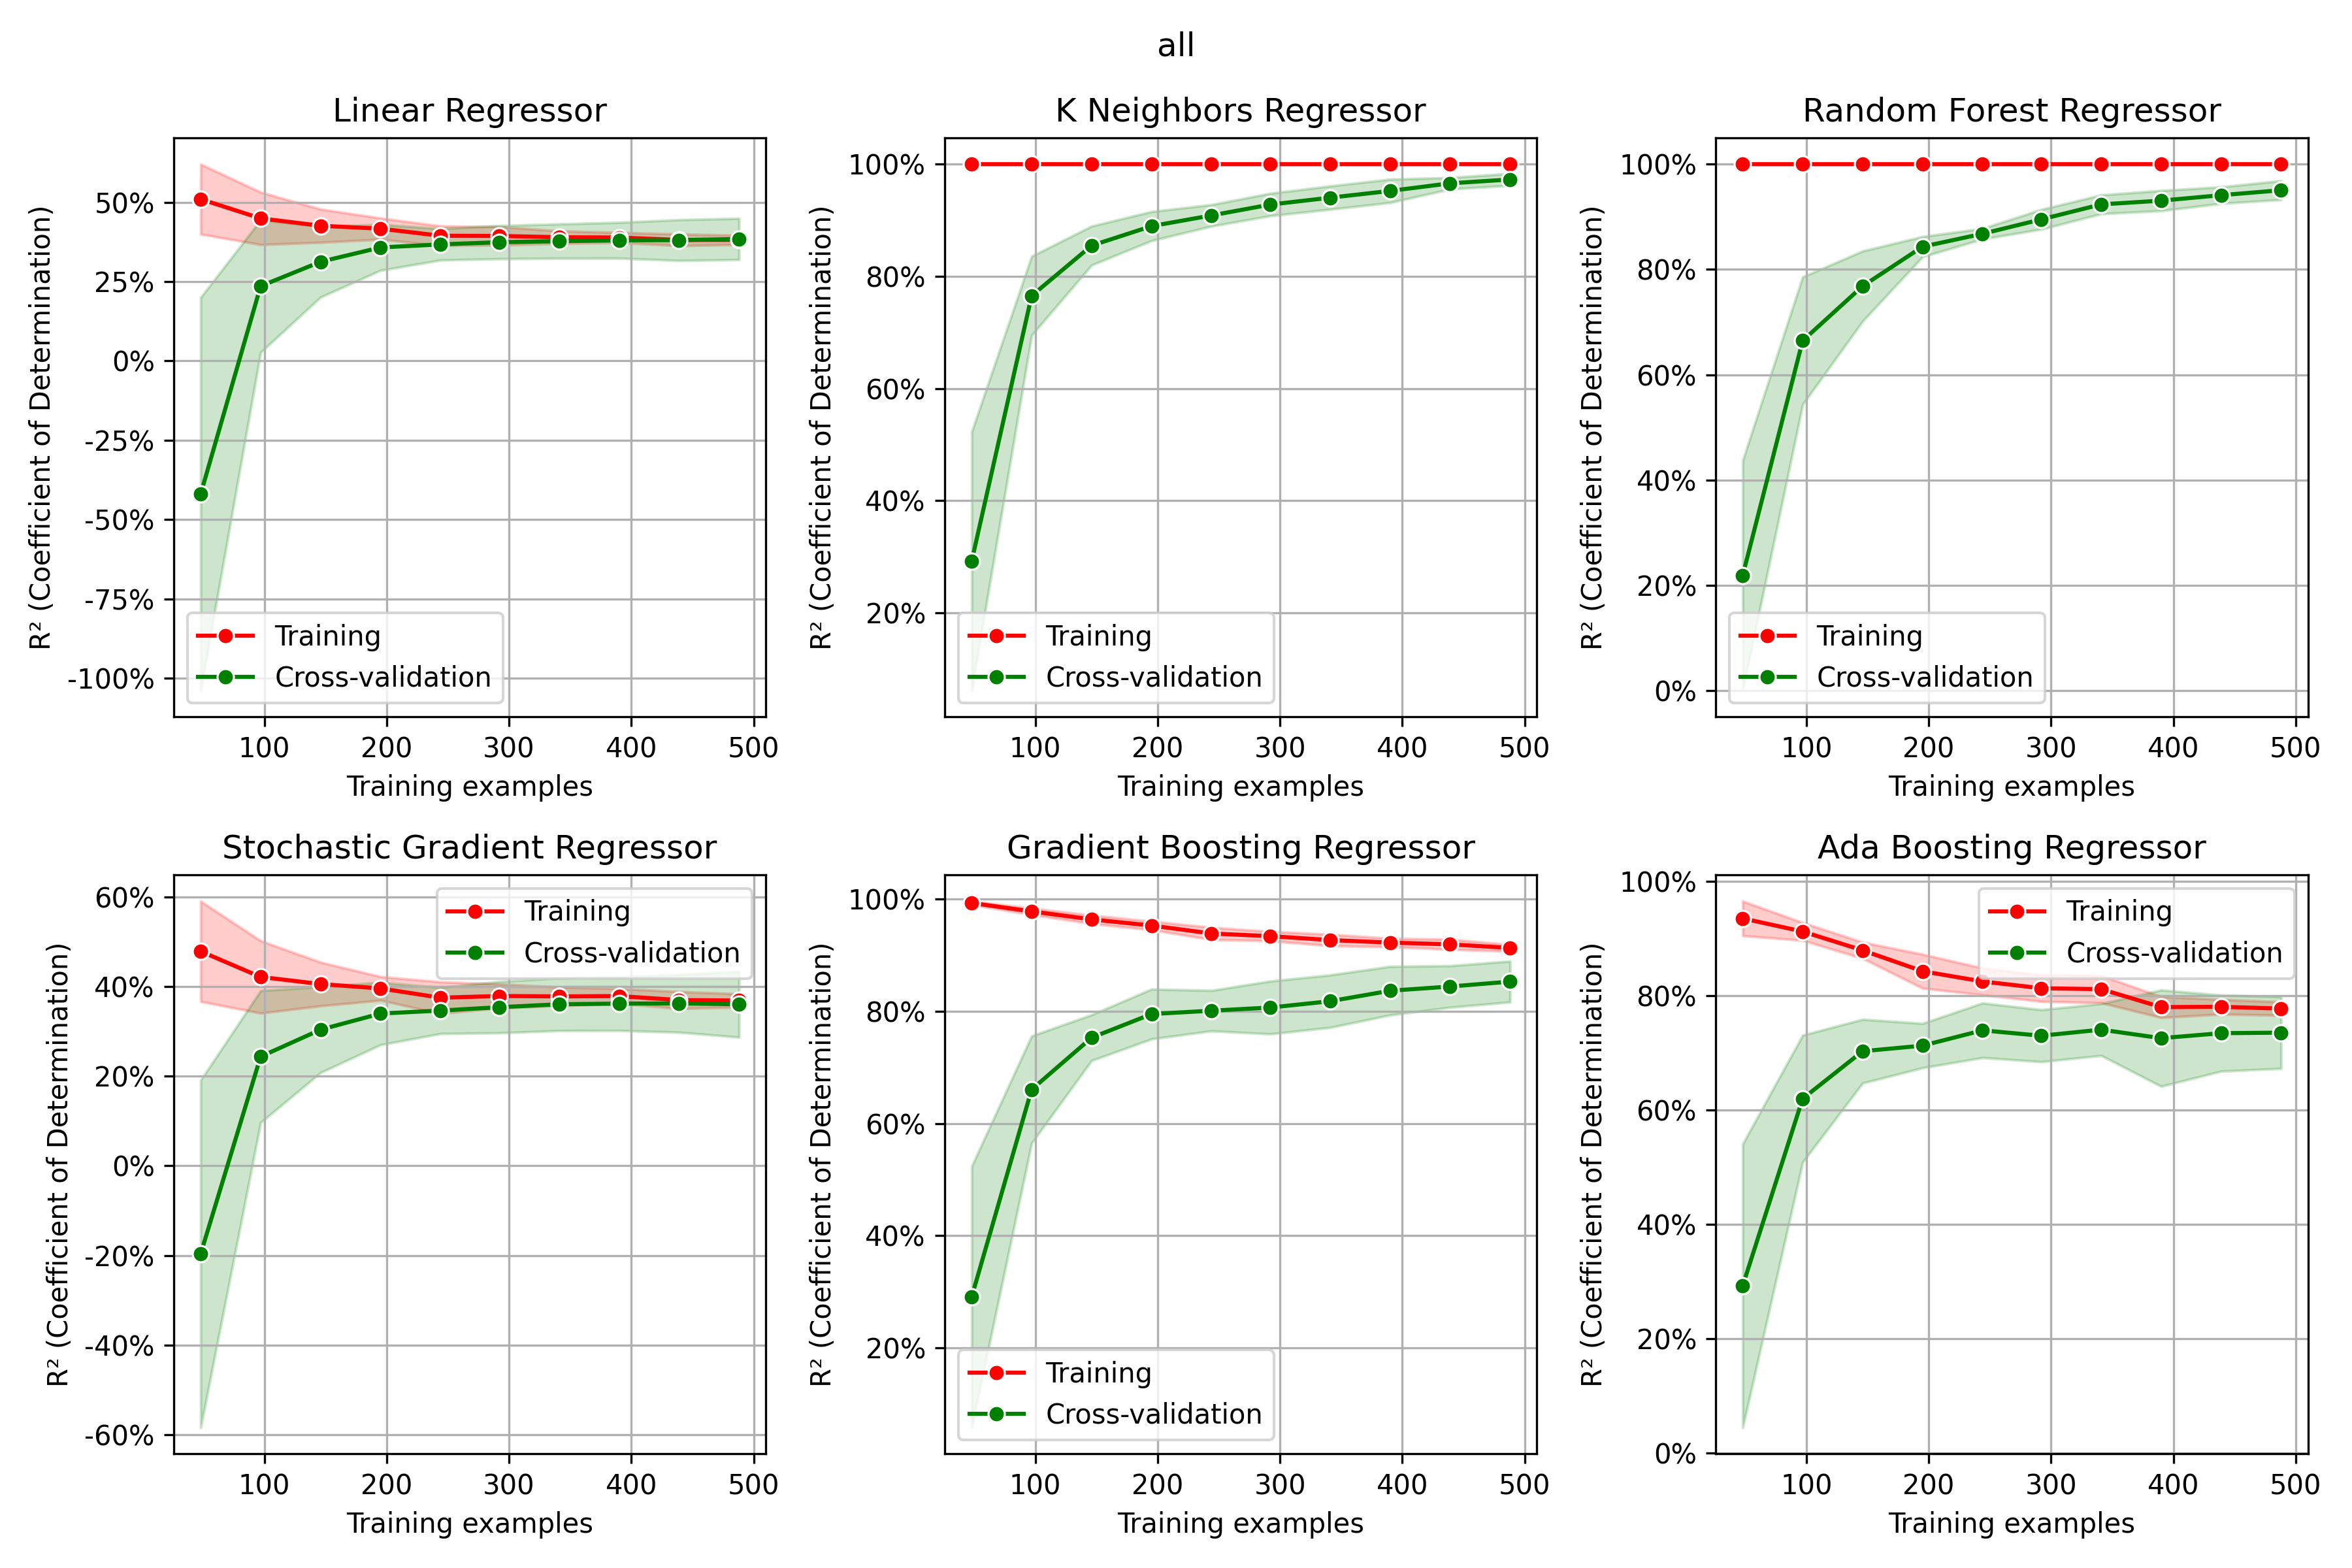 all
Linear Regressor
R² (Coefficient of Determination)
50%
25%
0%
-25%
-50%
-75%
-100%
Training
Cross-validation
100 200 300 400 500
Training examples
K Neighbors Regressor
R² (Coefficient of Determination)
100%
80%
60%
40%
20%
Training
Cross-validation
100 200 300 400 500
Training examples
Random Forest Regressor
R² (Coefficient of Determination)
100%
80%
60%
40%
20%
0%
Training
Cross-validation
100 200 300 400 500
Training examples
Stochastic Gradient Regressor
R² (Coefficient of Determination)
60%
40%
20%
0%
-20%
-40%
-60%
Training
Cross-validation
100 200 300 400 500
Training examples
Gradient Boosting Regressor
R² (Coefficient of Determination)
100%
80%
60%
40%
20%
Training
Cross-validation
100 200 300 400 500
Training examples
Ada Boosting Regressor
R² (Coefficient of Determination)
100%
80%
60%
40%
20%
0%
Training
Cross-validation
100 200 300 400 500
Training examples